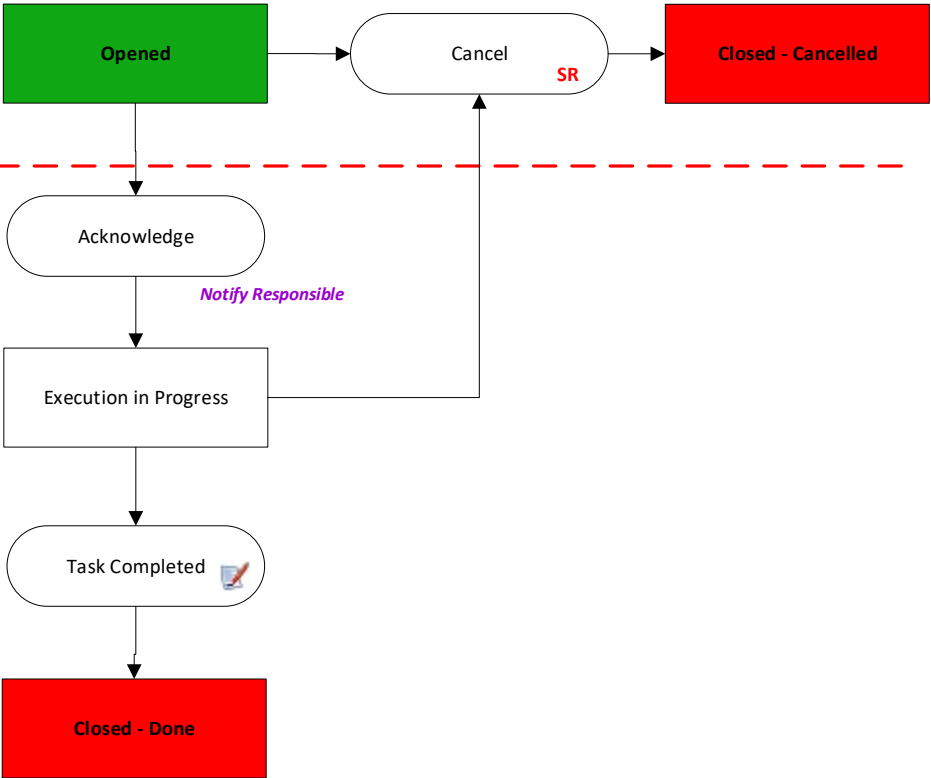 Opened
Cancel
SR
Closed - Cancelled
Acknowledge
Notify Responsible
Execution in Progress
Task Completed
Closed - Done